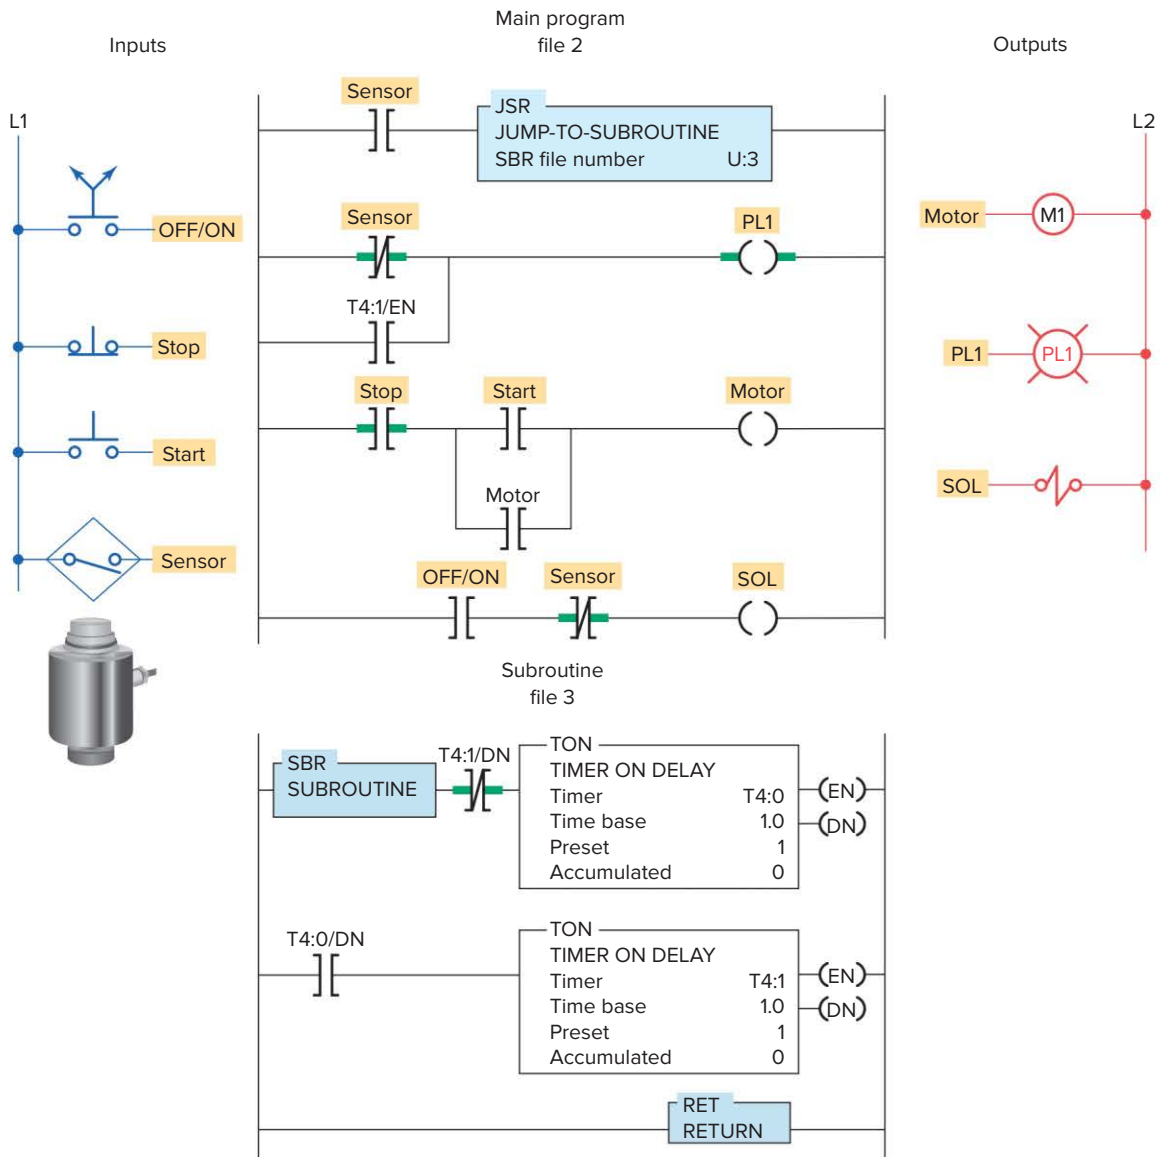 Main program
file 2
Inputs
Outputs
L1
L2
OFF/ON
Stop
Start
Sensor
Sensor
JSR
JUMP-TO-SUBROUTINE
SBR file number U:3
Sensor
PL1
T4:1/EN
Stop
Start
Motor
Motor
OFF/ON
Sensor
SOL
Motor
M1
PL1
PL1
SOL
Subroutine
file 3
SBR
SUBROUTINE
T4:1/DN
TON
TIMER ON DELAY
Timer T4:0
Time base 1.0
Preset 1
Accumulated 0
EN
DN
T4:0/DN
TON
TIMER ON DELAY
Timer T4:1
Time base 1.0
Preset 1
Accumulated 0
EN
DN
RET
RETURN